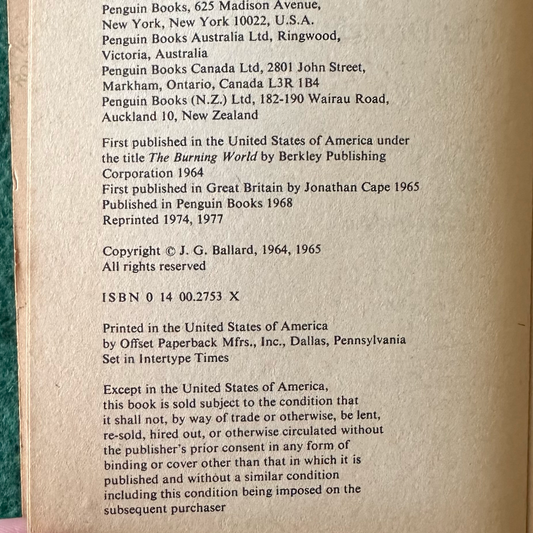 Penguin Books, 625 Madison Avenue,
New York, New York 10022, U.S.A.
Penguin Books Australia Ltd, Ringwood,
Victoria, Australia
Penguin Books Canada Ltd, 2801 John Street,
Markham, Ontario, Canada L3R 1B4
Penguin Books (N.Z.) Ltd, 182-190 Wairau Road,
Auckland 10, New Zealand
First published in the United States of America under
the title The Burning World by Berkley Publishing
Corporation 1964
First published in Great Britain by Jonathan Cape 1965
Published in Penguin Books 1968
Reprinted 1974, 1977
Copyright © J. G. Ballard, 1964, 1965
All rights reserved
ISBN 0 14 00.2753 X
Printed in the United States of America
by Offset Paperback Mfrs., Inc., Dallas, Pennsylvania
Set in Intertype Times
Except in the United States of America,
this book is sold subject to the condition that
it shall not, by way of trade or otherwise, be lent,
re-sold, hired out, or otherwise circulated without
the publisher's prior consent in any form of
binding or cover other than that in which it is
published and without a similar condition
including this condition being imposed on the
subsequent purchaser